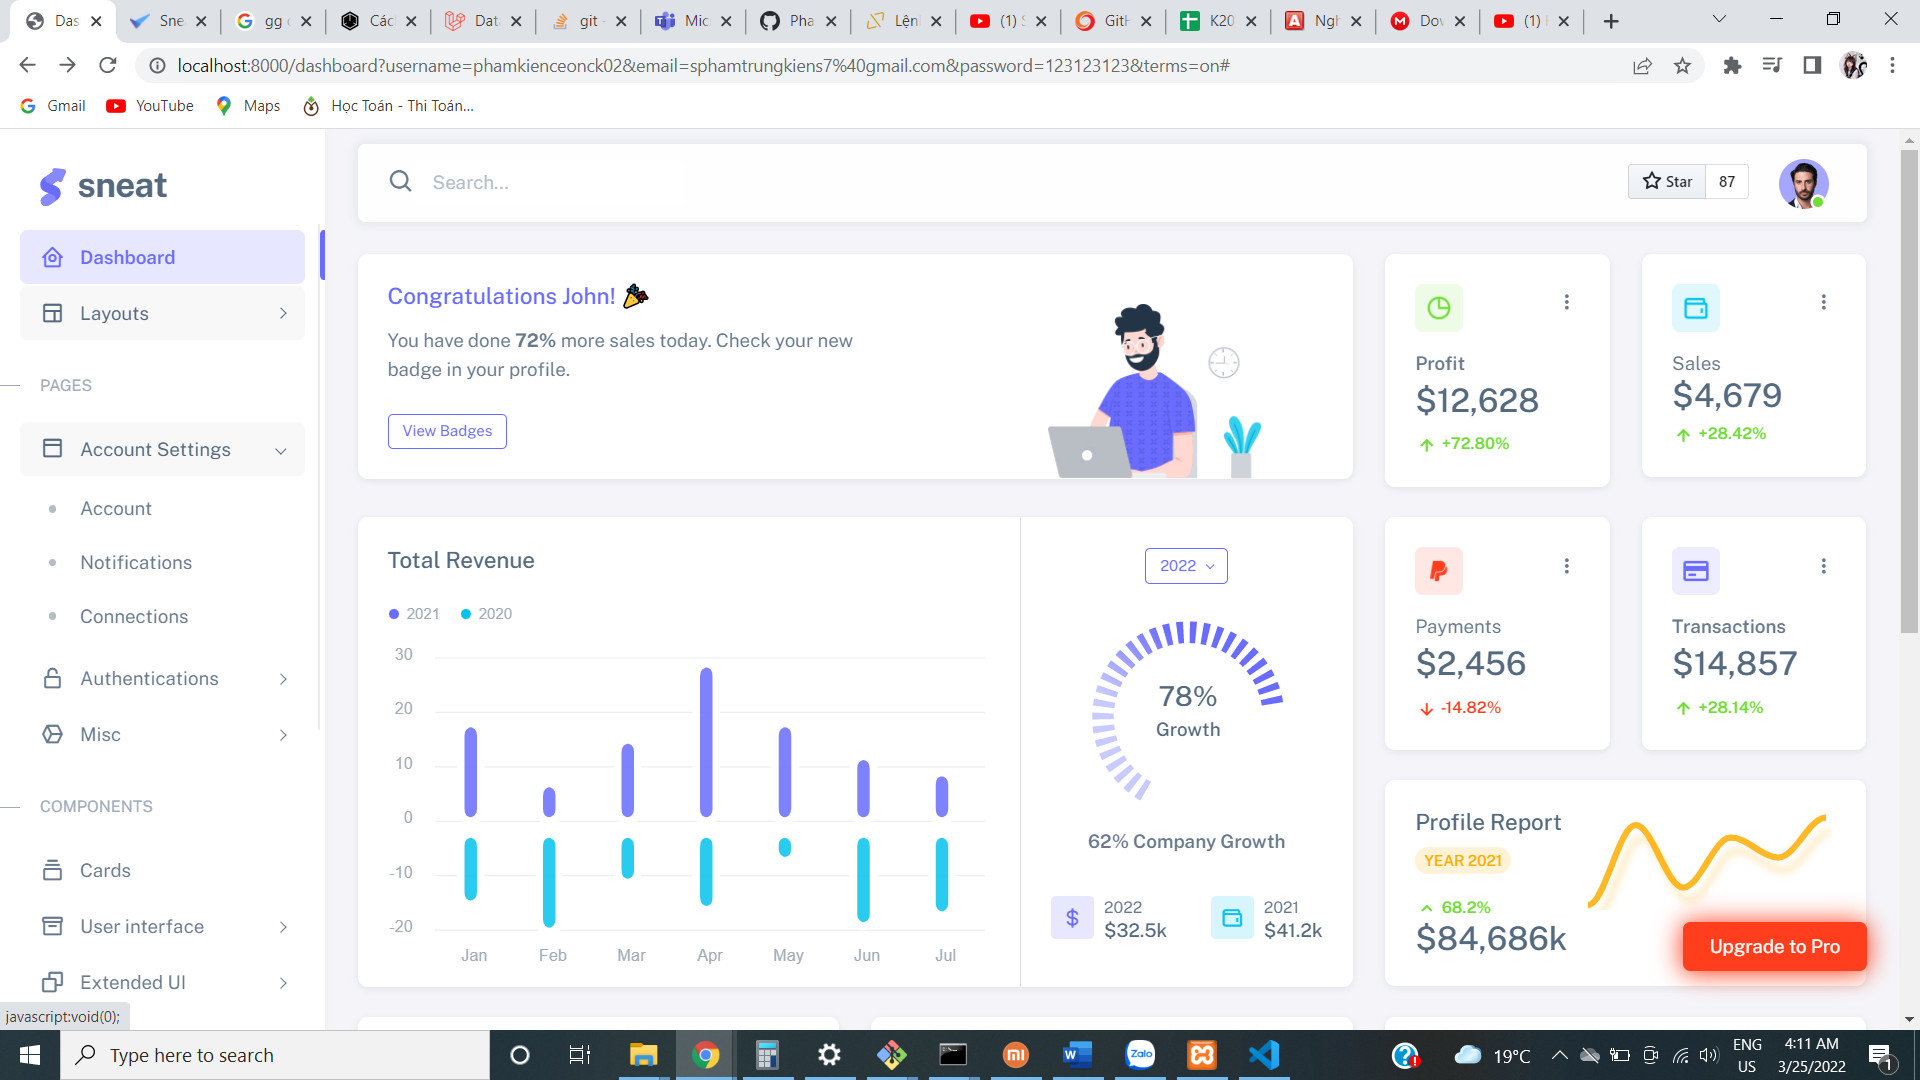 Das
Sne
gg
Các
Data
git -
Mic
Pha
Lện
(1)
Git
K20
Ngh
Dow
(1)
localhost:8000/dashboard?username=phamkienceonck02&email=sphamtrungkiens7%40gmail.com&password=123123123&terms=on#
Gmail
YouTube
Maps
Học Toán - Thi Toán...
sneat
Search...
Star
87
Dashboard
Layouts
PAGES
Account Settings
Account
Notifications
Connections
Authentications
Misc
COMPONENTS
Cards
User interface
Extended UI
javascript:void(0);
Congratulations John!
You have done 72% more sales today. Check your new
badge in your profile.
View Badges
Profit
$12,628
+72.80%
Sales
$4,679
+28.42%
Total Revenue
2021
2020
30
20
10
0
-10
-20
Jan
Feb
Mar
Apr
May
Jun
Jul
2022
78%
Growth
62% Company Growth
2022
$32.5k
2021
$41.2k
Payments
$2,456
-14.82%
Transactions
$14,857
+28.14%
Profile Report
YEAR 2021
68.2%
$84,686k
Upgrade to Pro
Type here to search
Zalo
19°C
ENG
US
4:11 AM
3/25/2022
1